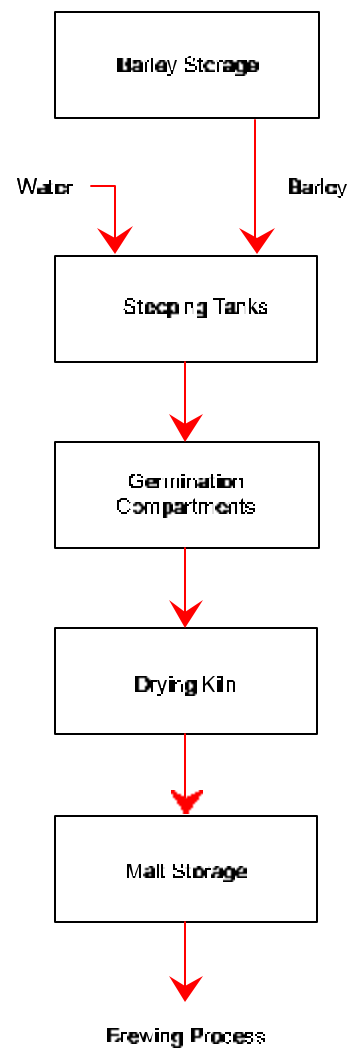 Barley Storage
Water
Barley
Steeping Tanks
Germination
Compartments
Drying Kiln
Malt Storage
Brewing Process